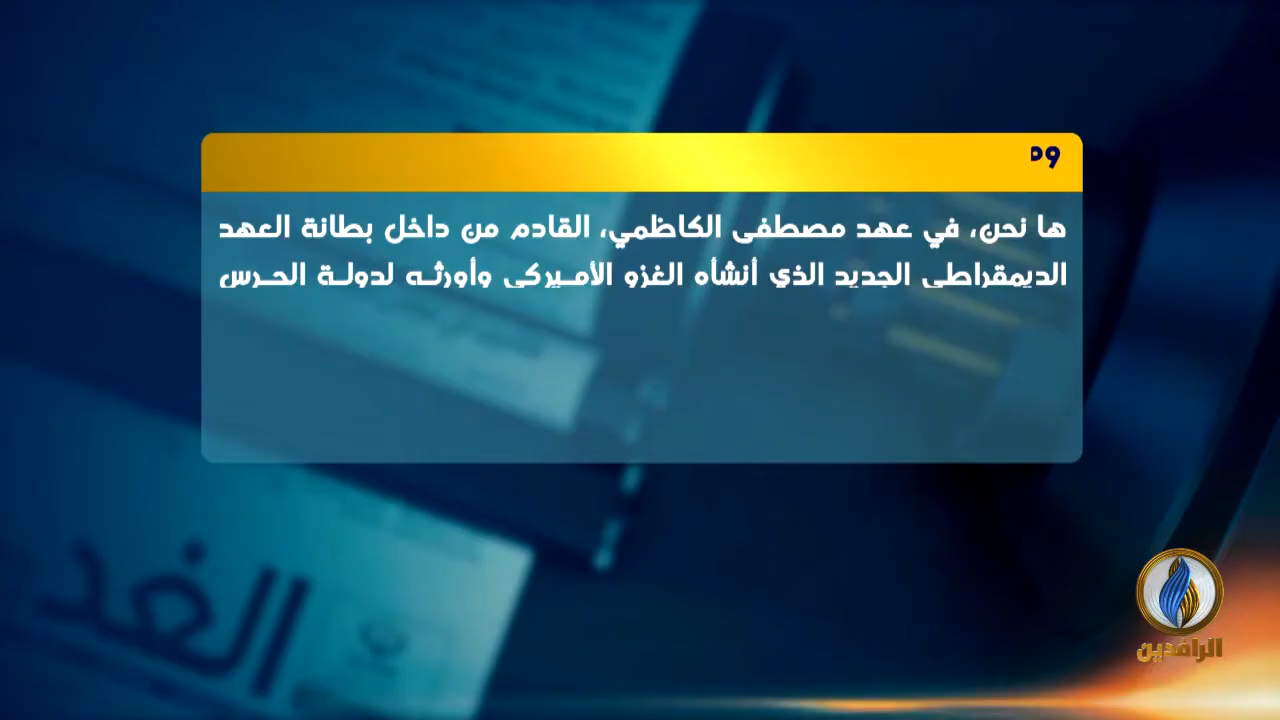 ها نحن، في عهد مصطفى الكاظمي، القادم من داخل بطانة العهد
الديمقراطي الجديد الذي أنشأه الغزو الأميركي وأورثه لدولة الحرس
الغد
الرافدين